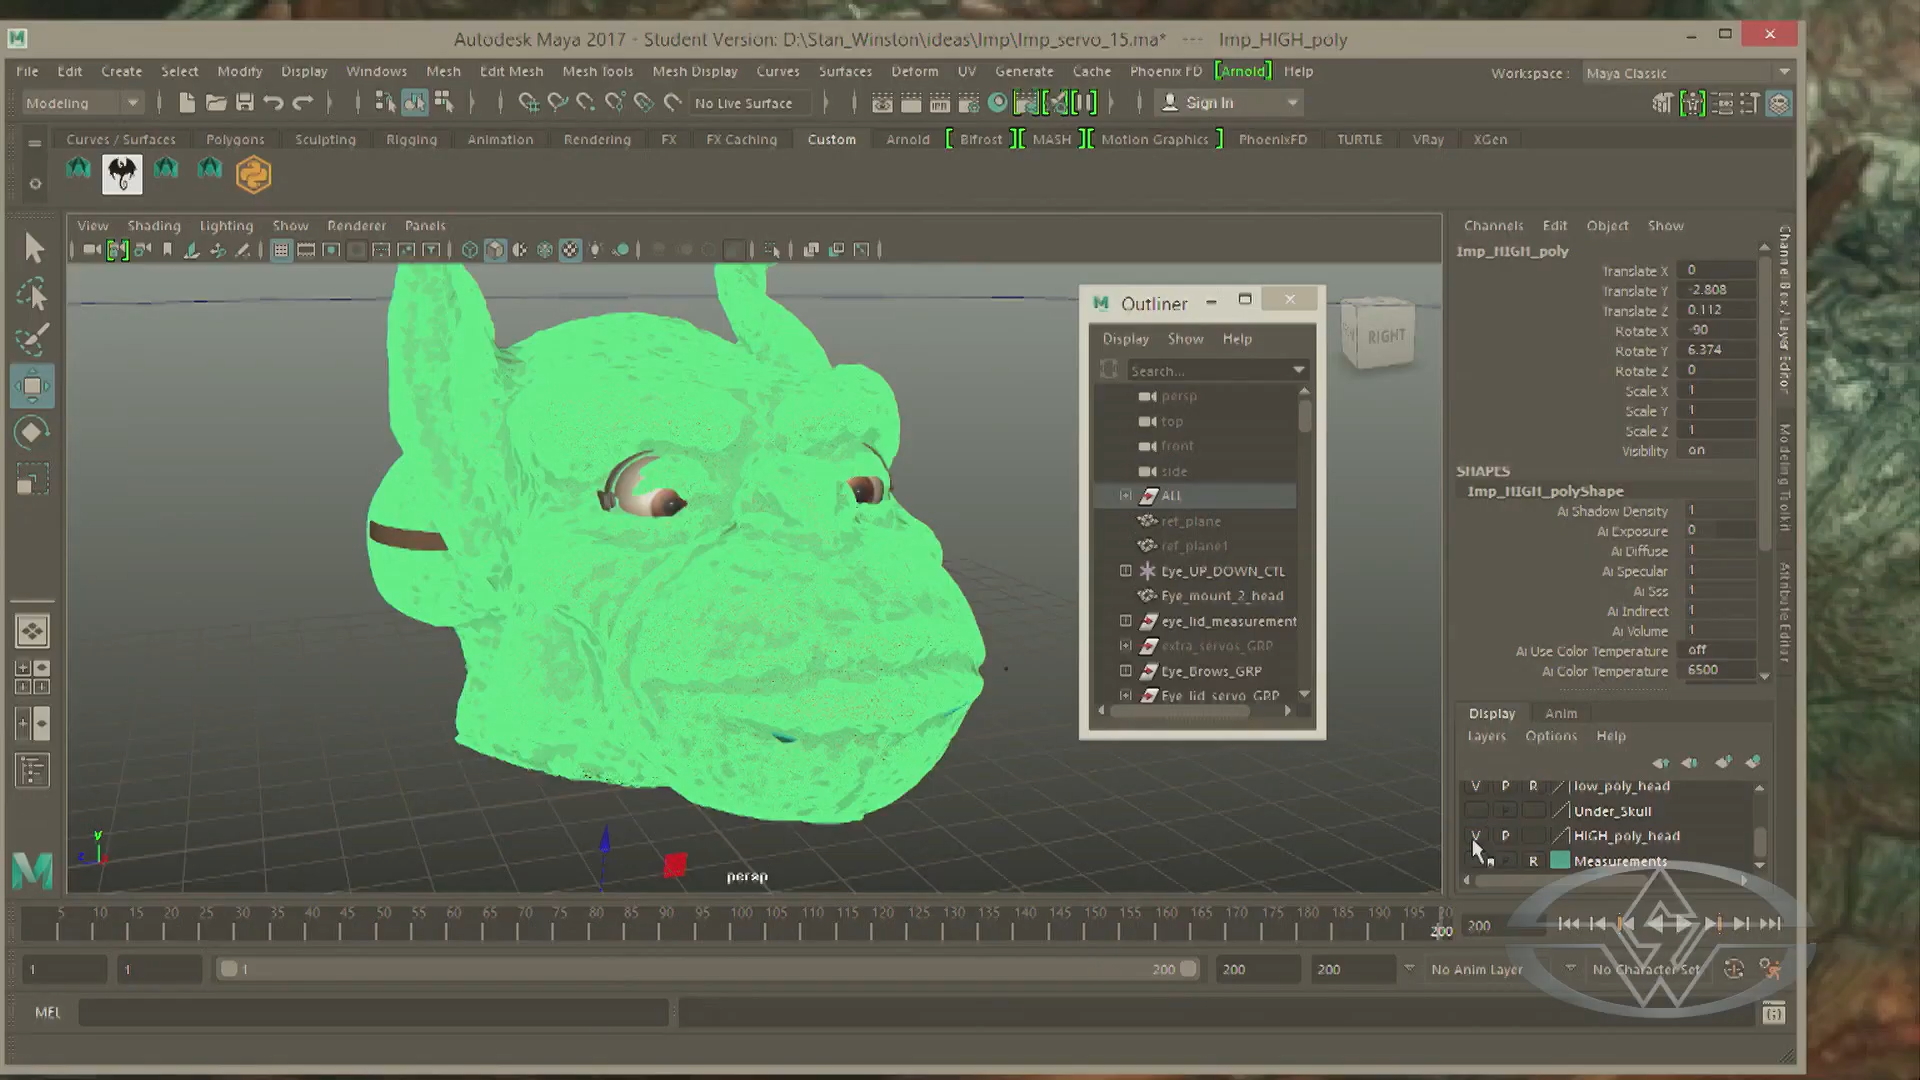 Autodesk Maya 2017 - Student Version: D:\Stan_Winston\ideas\Imp\Imp_servo_15.ma* --- Imp_HIGH_poly
File Edit Create Select Modify Display Windows Mesh Edit Mesh Mesh Tools Mesh Display Curves Surfaces Deform UV Generate Cache Phoenix FD [Arnold] Help
Workspace : Maya Classic
Modeling No Live Surface Sign In
Curves / Surfaces Polygons Sculpting Rigging Animation Rendering FX FX Caching Custom Arnold Bifrost MASH Motion Graphics PhoenixFD TURTLE VRay XGen
View Shading Lighting Show Renderer Panels
Outliner
Display Show Help
Search...
persp
top
front
side
ALL
ref_plane
ref_plane1
Eye_UP_DOWN_CTL
Eye_mount_2_head
eye_lid_measurement
extra_servos_GRP
Eye_Brows_GRP
Eye_lid_servo_GRP
RIGHT
persp
Channels Edit Object Show
Imp_HIGH_poly
Translate X 0
Translate Y -2.808
Translate Z 0.112
Rotate X -90
Rotate Y 6.374
Rotate Z 0
Scale X 1
Scale Y 1
Scale Z 1
Visibility on
SHAPES
Imp_HIGH_polyShape
Ai Shadow Density 1
Ai Exposure 0
Ai Diffuse 1
Ai Specular 1
Ai Sss 1
Ai Indirect 1
Ai Volume 1
Ai Use Color Temperature off
Ai Color Temperature 6500
Channel Box / Layer Editor
Modeling Toolkit
Attribute Editor
Display Anim
Layers Options Help
V P R low_poly_head
P Under_Skull
V P HIGH_poly_head
P R Measurements
y
z
5 10 15 20 25 30 35 40 45 50 55 60 65 70 75 80 85 90 95 100 105 110 115 120 125 130 135 140 145 150 155 160 165 170 175 180 185 190 195 20
200 200
1 1 1 200 200 200 No Anim Layer No Character Set
MEL